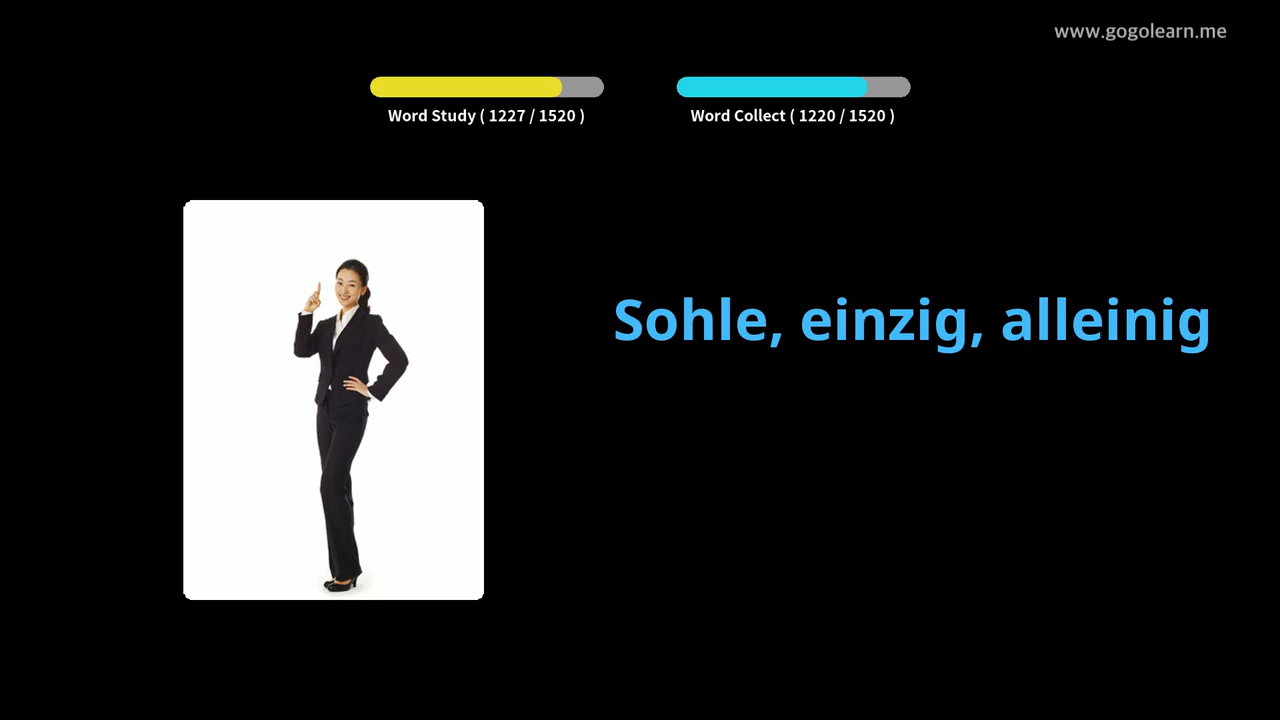 www.gogolearn.me
Word Study ( 1227 / 1520 )
Word Collect ( 1220 / 1520 )
Sohle, einzig, alleinig